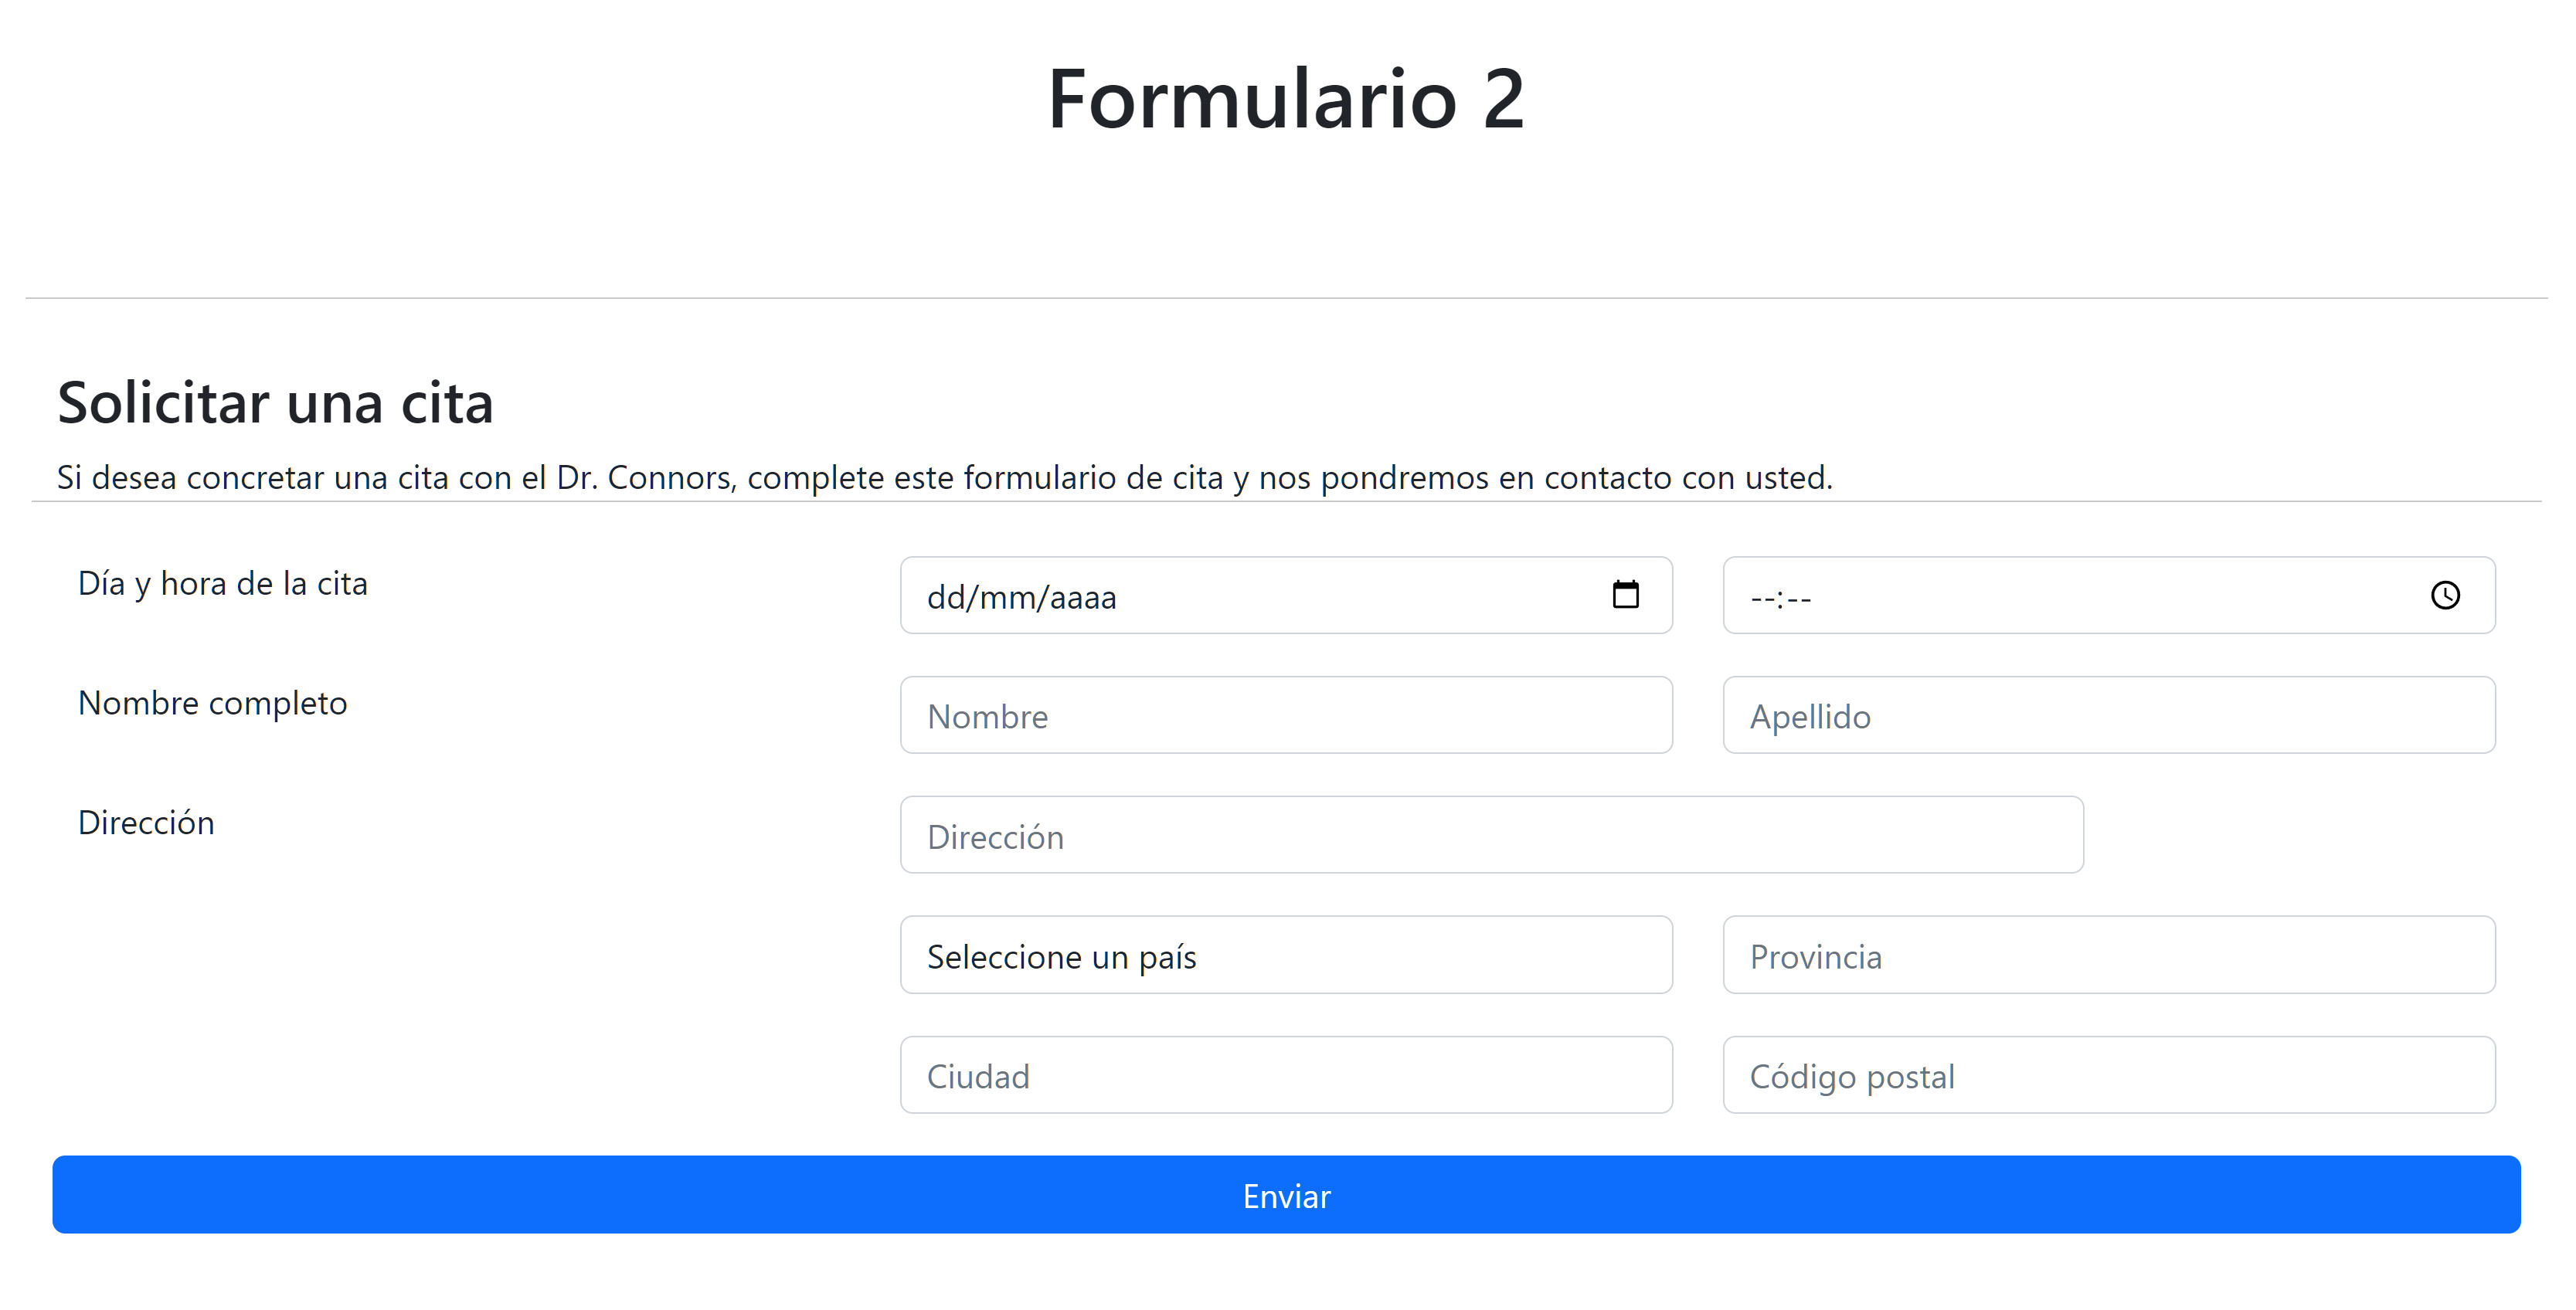 Formulario 2
Solicitar una cita
Si desea concretar una cita con el Dr. Connors, complete este formulario de cita y nos pondremos en contacto con usted.
Día y hora de la cita
dd/mm/aaaa
--:--
Nombre completo
Nombre
Apellido
Dirección
Dirección
Seleccione un país
Provincia
Ciudad
Código postal
Enviar